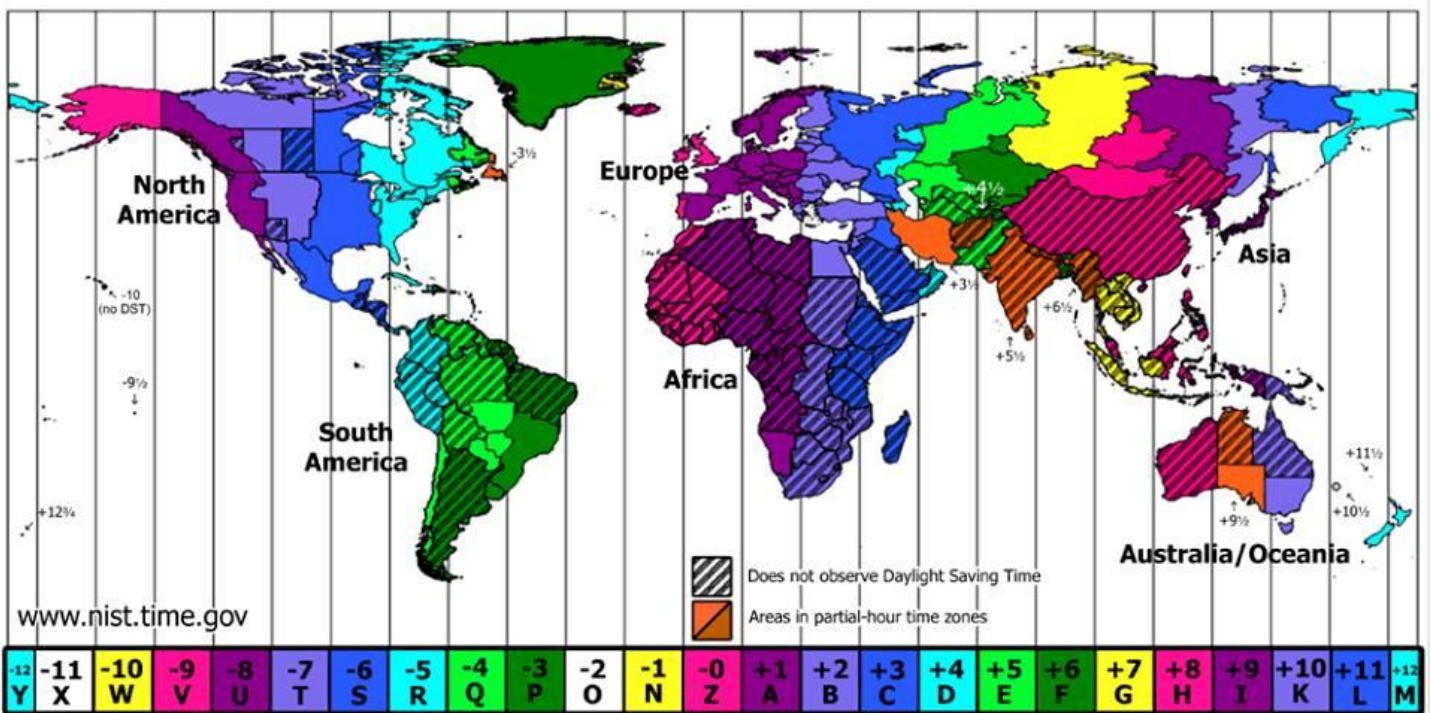 -3½
Europe
+4½
North
America
Asia
-10
(no DST)
+3½
+6½
+5½
-9½
Africa
South
America
+11½
+12¾
+9½
+10½
Australia/Oceania
Does not observe Daylight Saving Time
www.nist.time.gov
Areas in partial-hour time zones
-12 -11 -10 -9 -8 -7 -6 -5 -4 -3 -2 -1 -0 +1 +2 +3 +4 +5 +6 +7 +8 +9 +10 +11 +12
Y X W V U T S R Q P O N Z A B C D E F G H I K L M